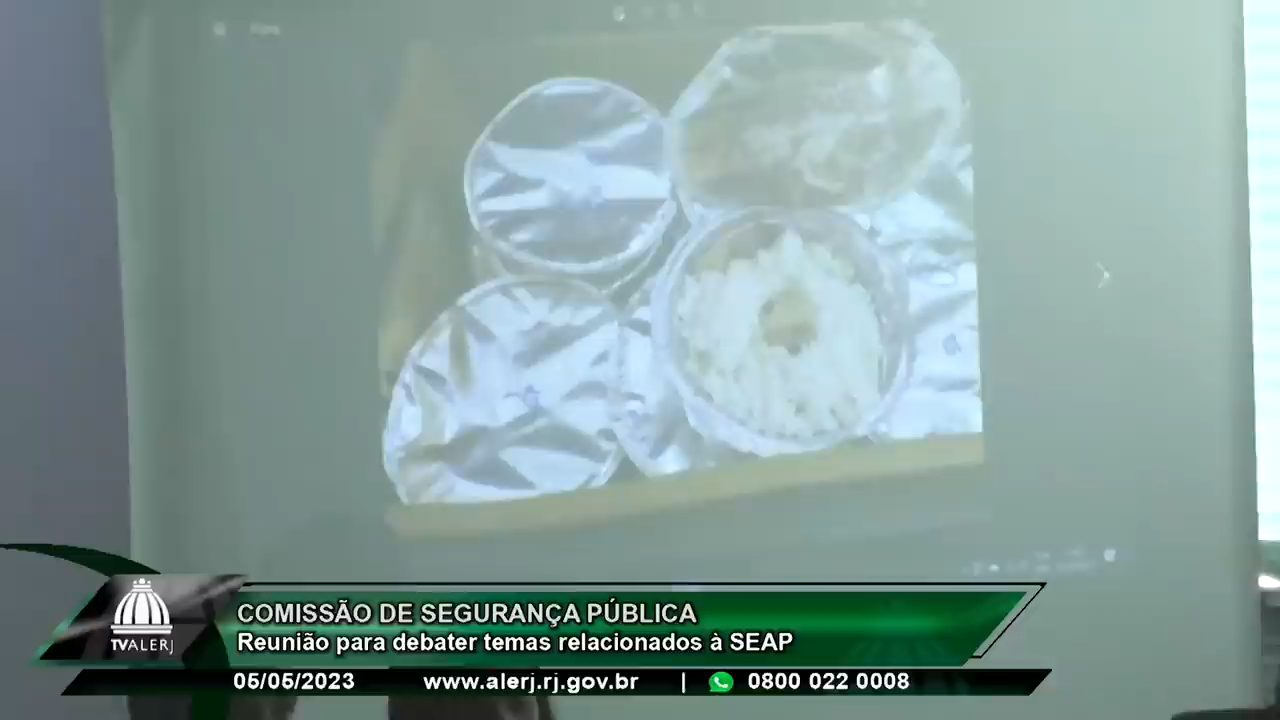 COMISSÃO DE SEGURANÇA PÚBLICA
Reunião para debater temas relacionados à SEAP
TVALERJ
05/05/2023 www.alerj.rj.gov.br | 0800 022 0008